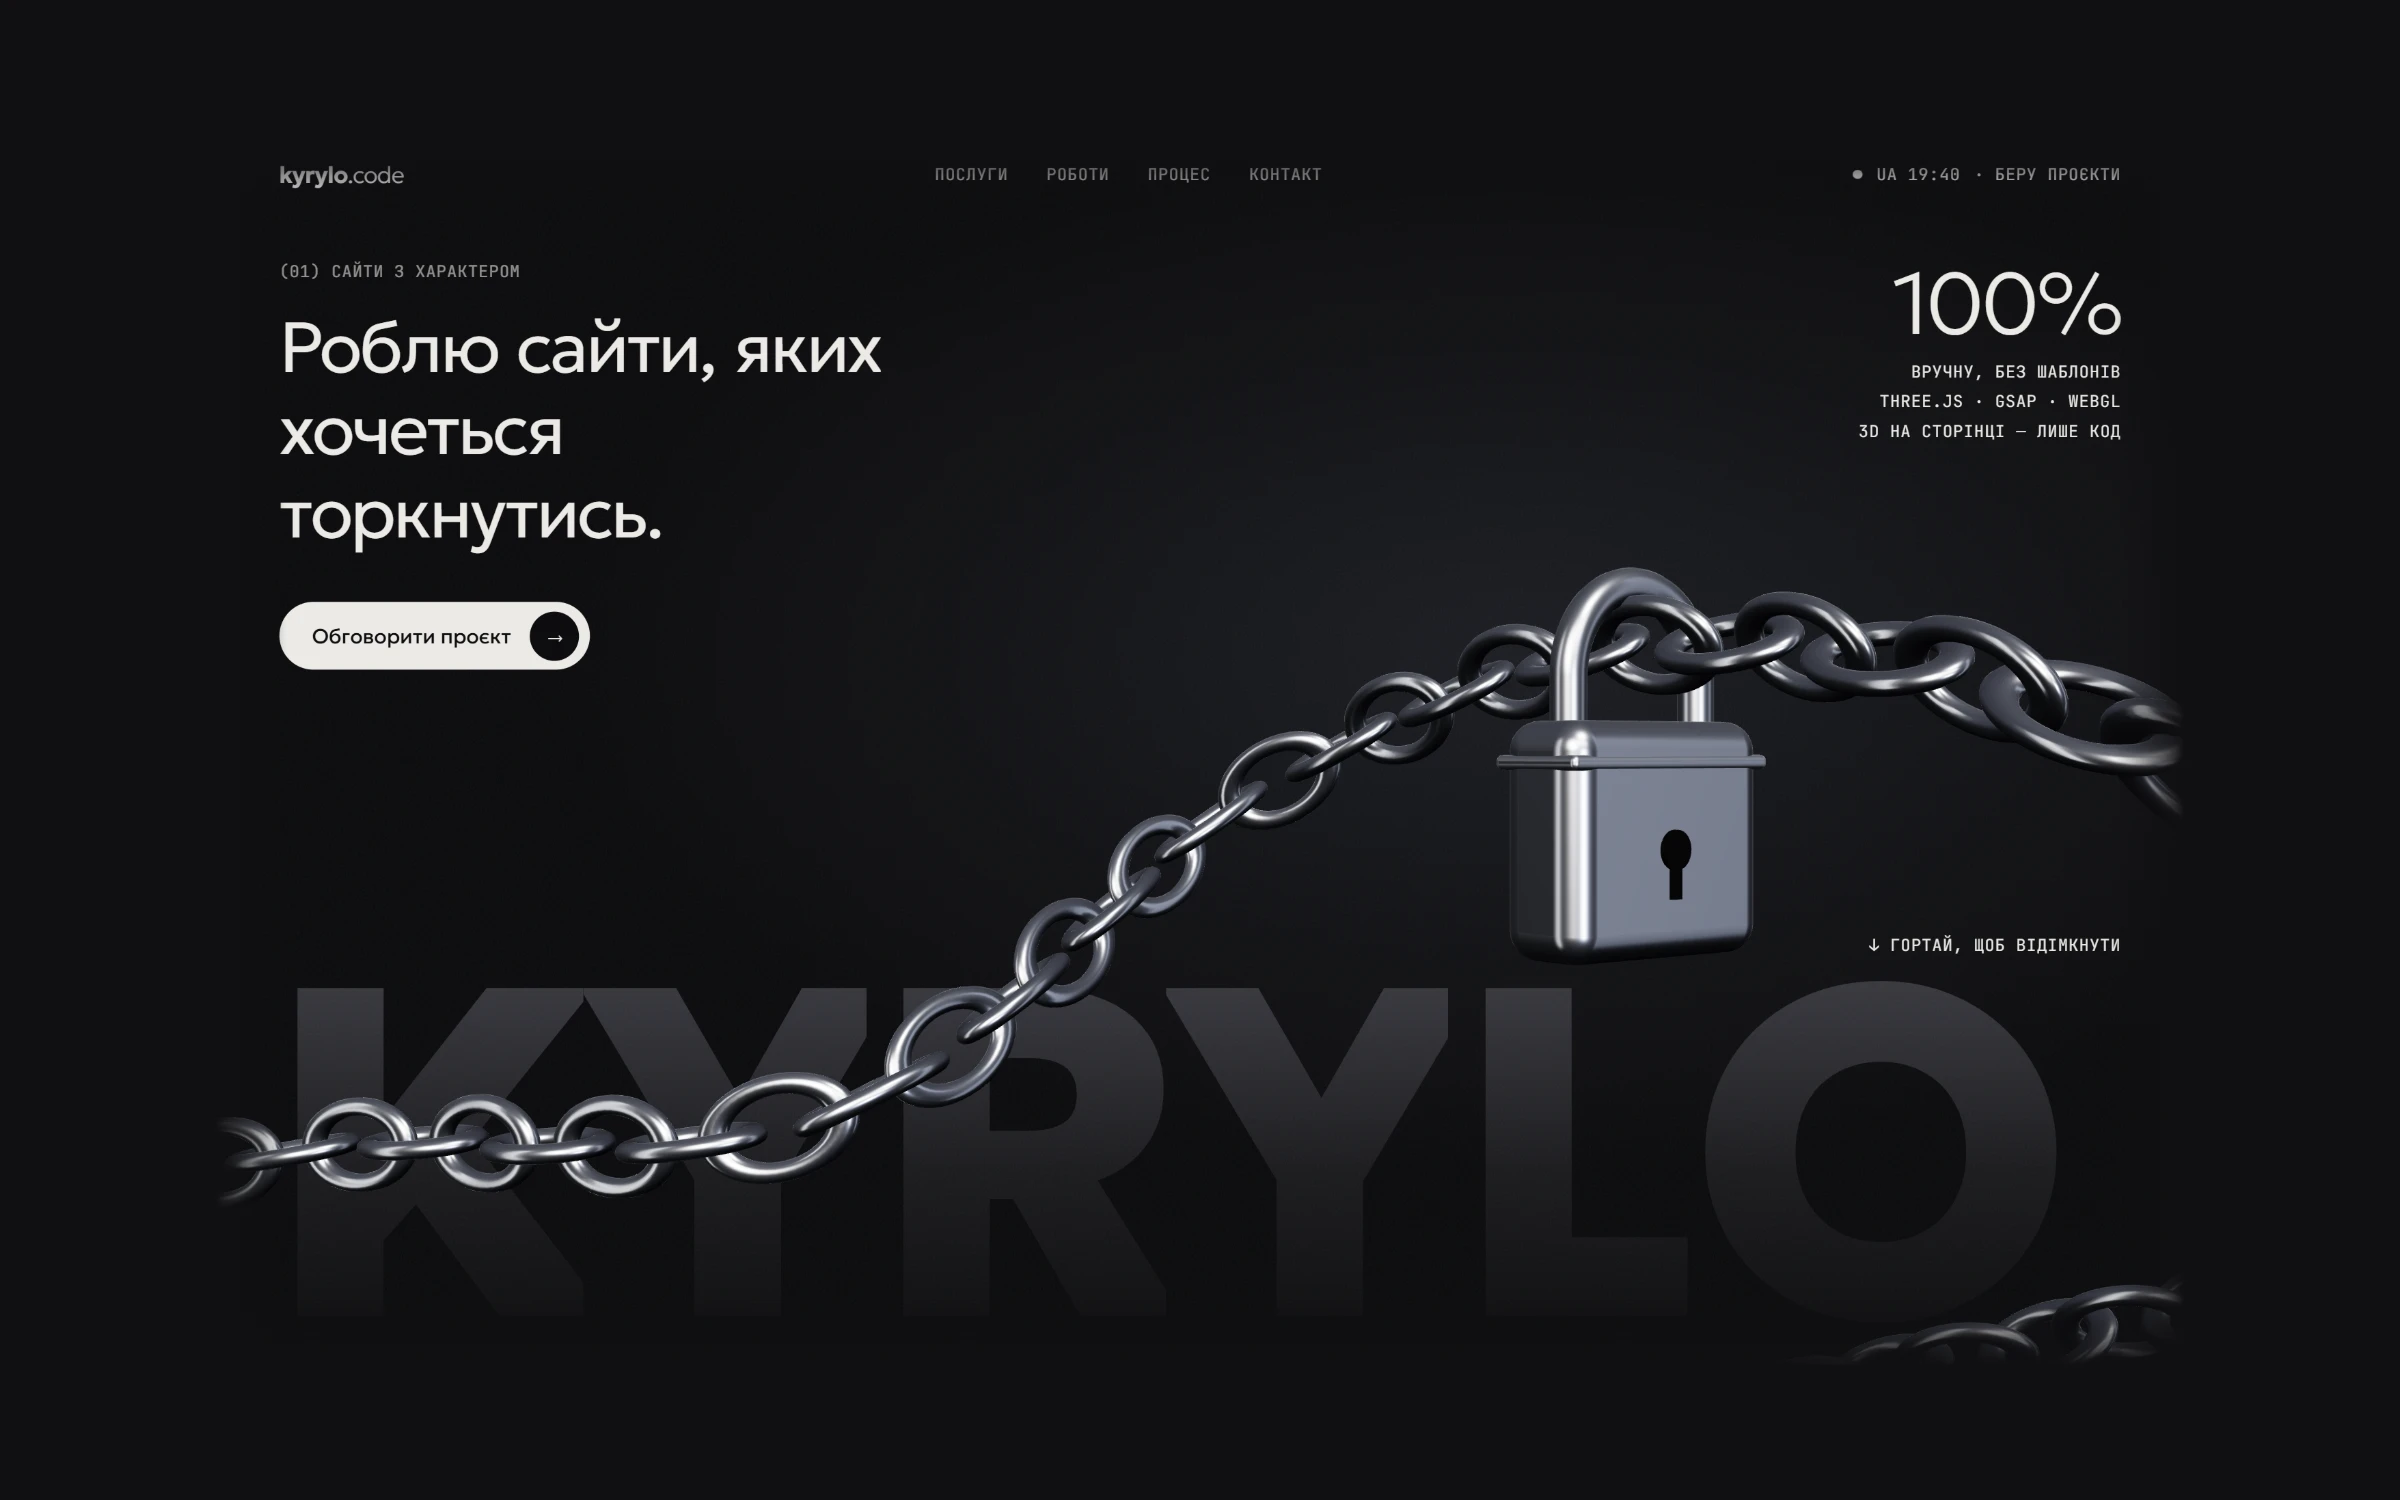 kyrylo.code
ПОСЛУГИ РОБОТИ ПРОЦЕС КОНТАКТ
UA 19:40 · БЕРУ ПРОЄКТИ
(01) САЙТИ З ХАРАКТЕРОМ
Роблю сайти, яких
хочеться
торкнутись.
Обговорити проєкт →
100%
ВРУЧНУ, БЕЗ ШАБЛОНІВ
THREE.JS · GSAP · WEBGL
3D НА СТОРІНЦІ — ЛИШЕ КОД
↓ ГОРТАЙ, ЩОБ ВІДІМКНУТИ
KYRYLO